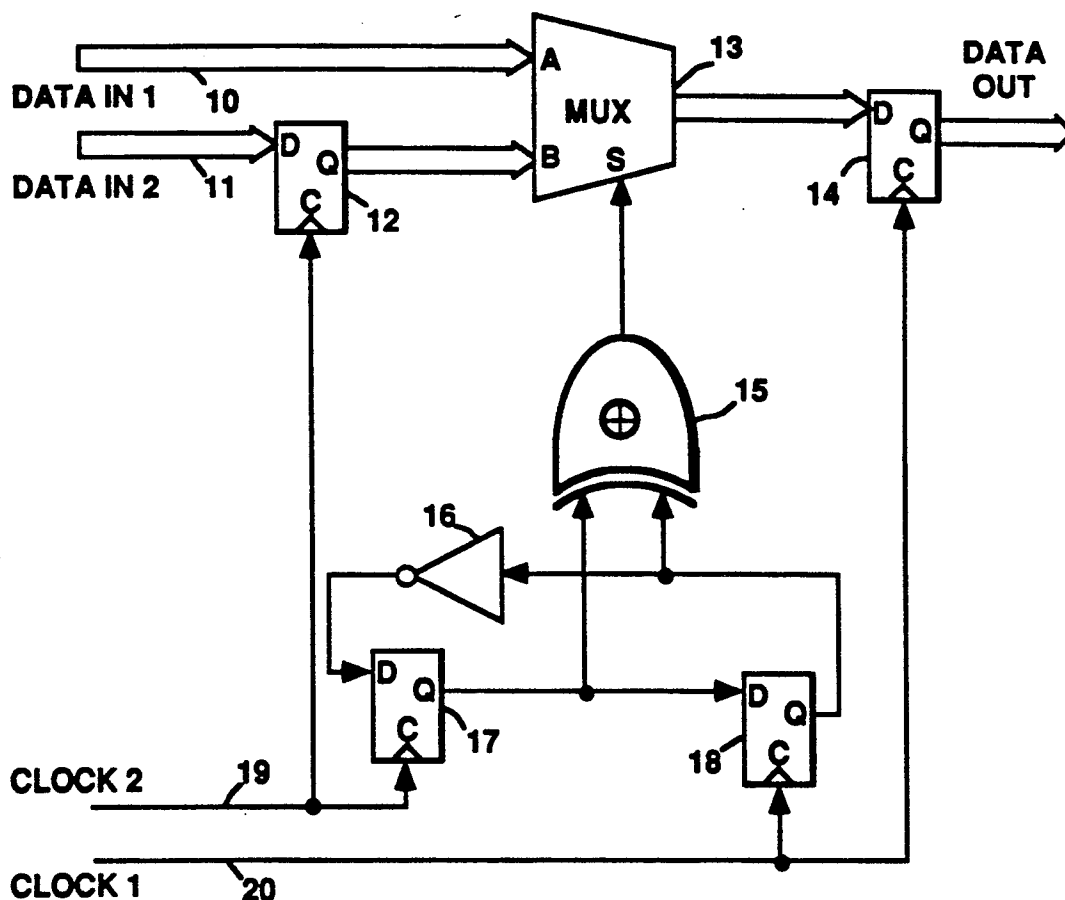 DATA IN 1
10
DATA IN 2
11
D
Q
C
12
A
B
MUX
S
13
D
Q
C
14
DATA
OUT
15
16
D
Q
C
17
D
Q
C
18
CLOCK 2
19
CLOCK 1
20